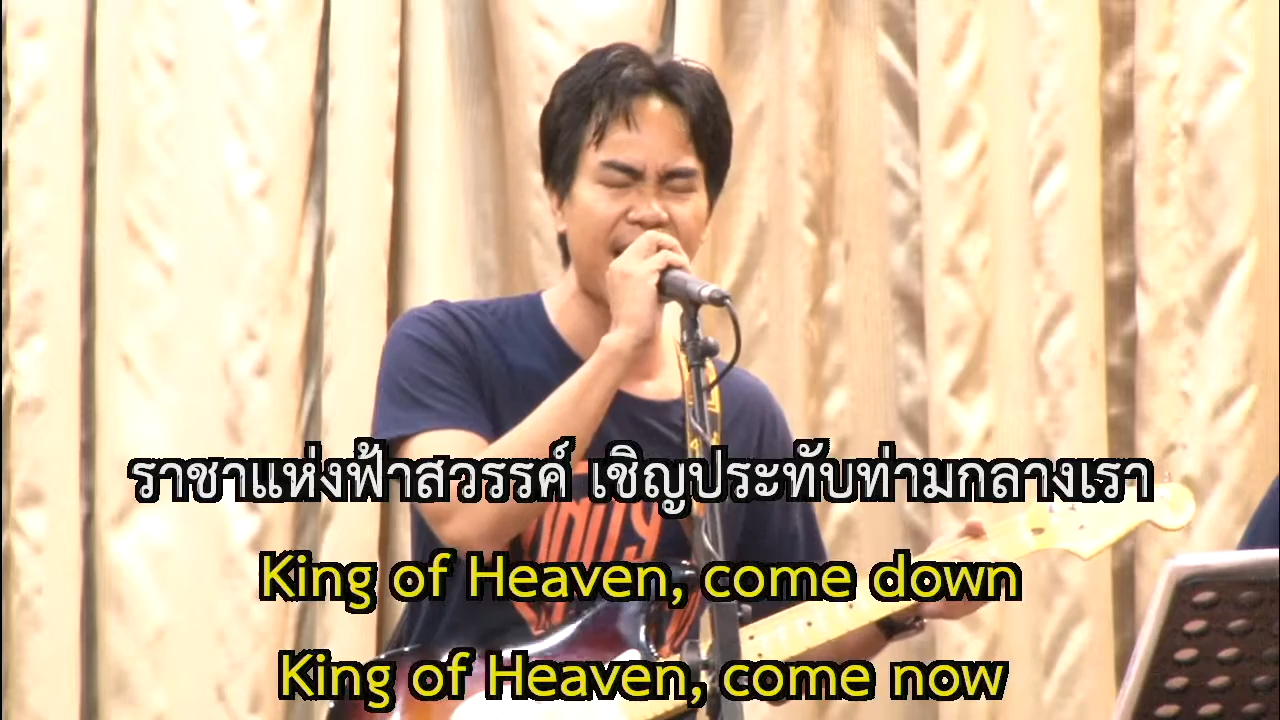 ราชาแห่งฟ้าสวรรค์ เชิญประทับท่ามกลางเรา
King of Heaven, come down
King of Heaven, come now